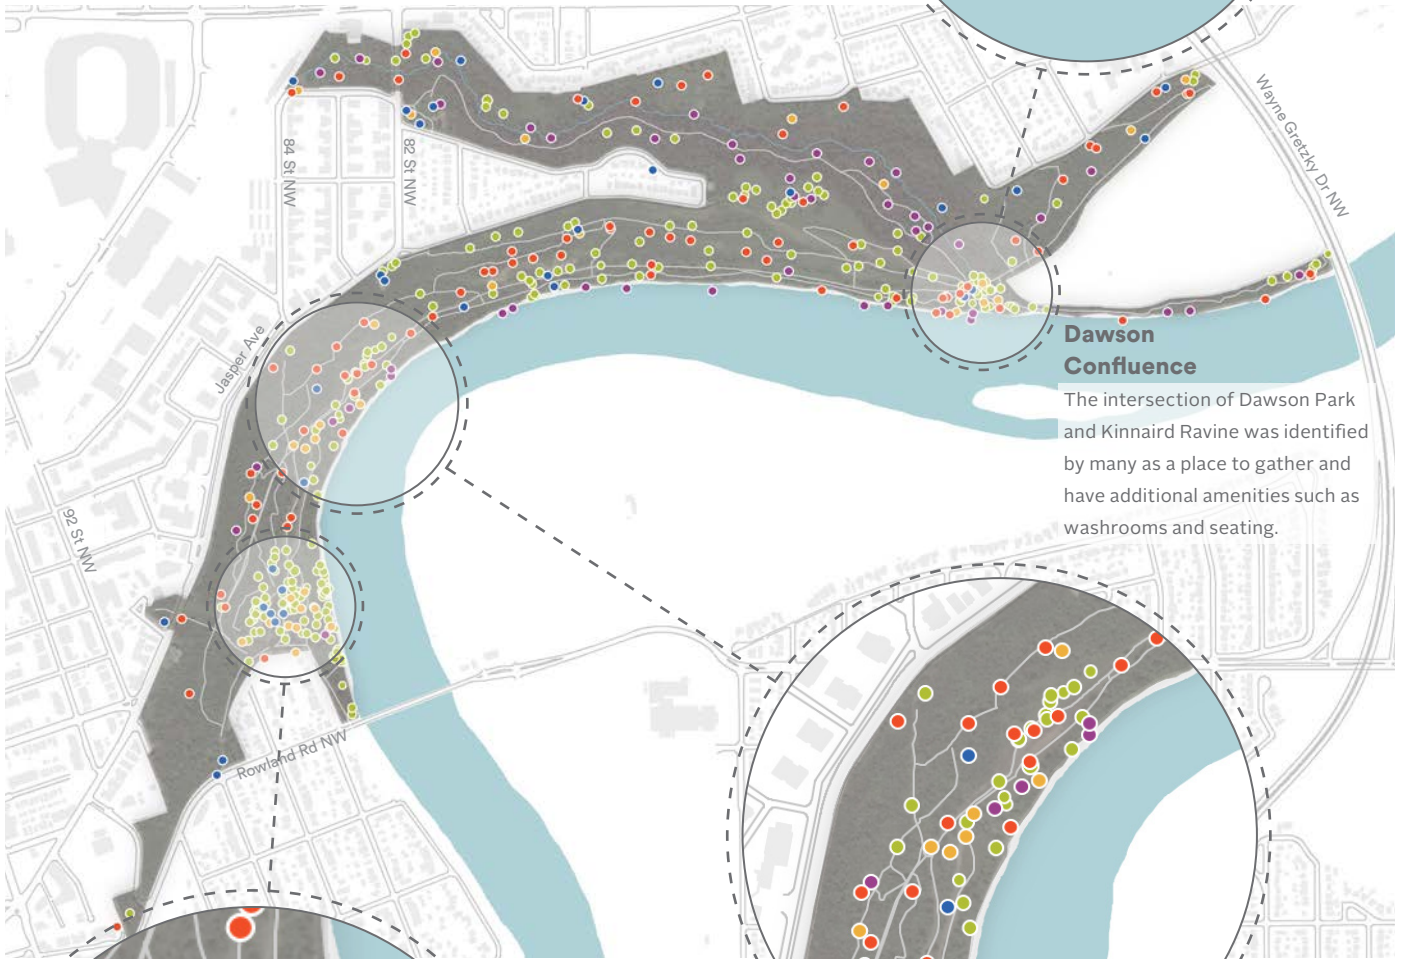 Wayne Gretzky Dr NW
84 St NW
82 St NW
Jasper Ave
Dawson
Confluence
The intersection of Dawson Park
and Kinnaird Ravine was identified
by many as a place to gather and
have additional amenities such as
washrooms and seating.
92 St NW
Rowland Rd NW